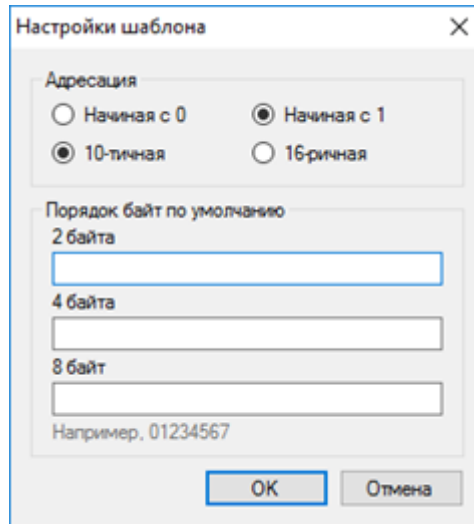 Настройки шаблона
Адресация
Начиная с 0 Начиная с 1
10-тичная 16-ричная
Порядок байт по умолчанию
2 байта
4 байта
8 байт
Например, 01234567
OK Отмена